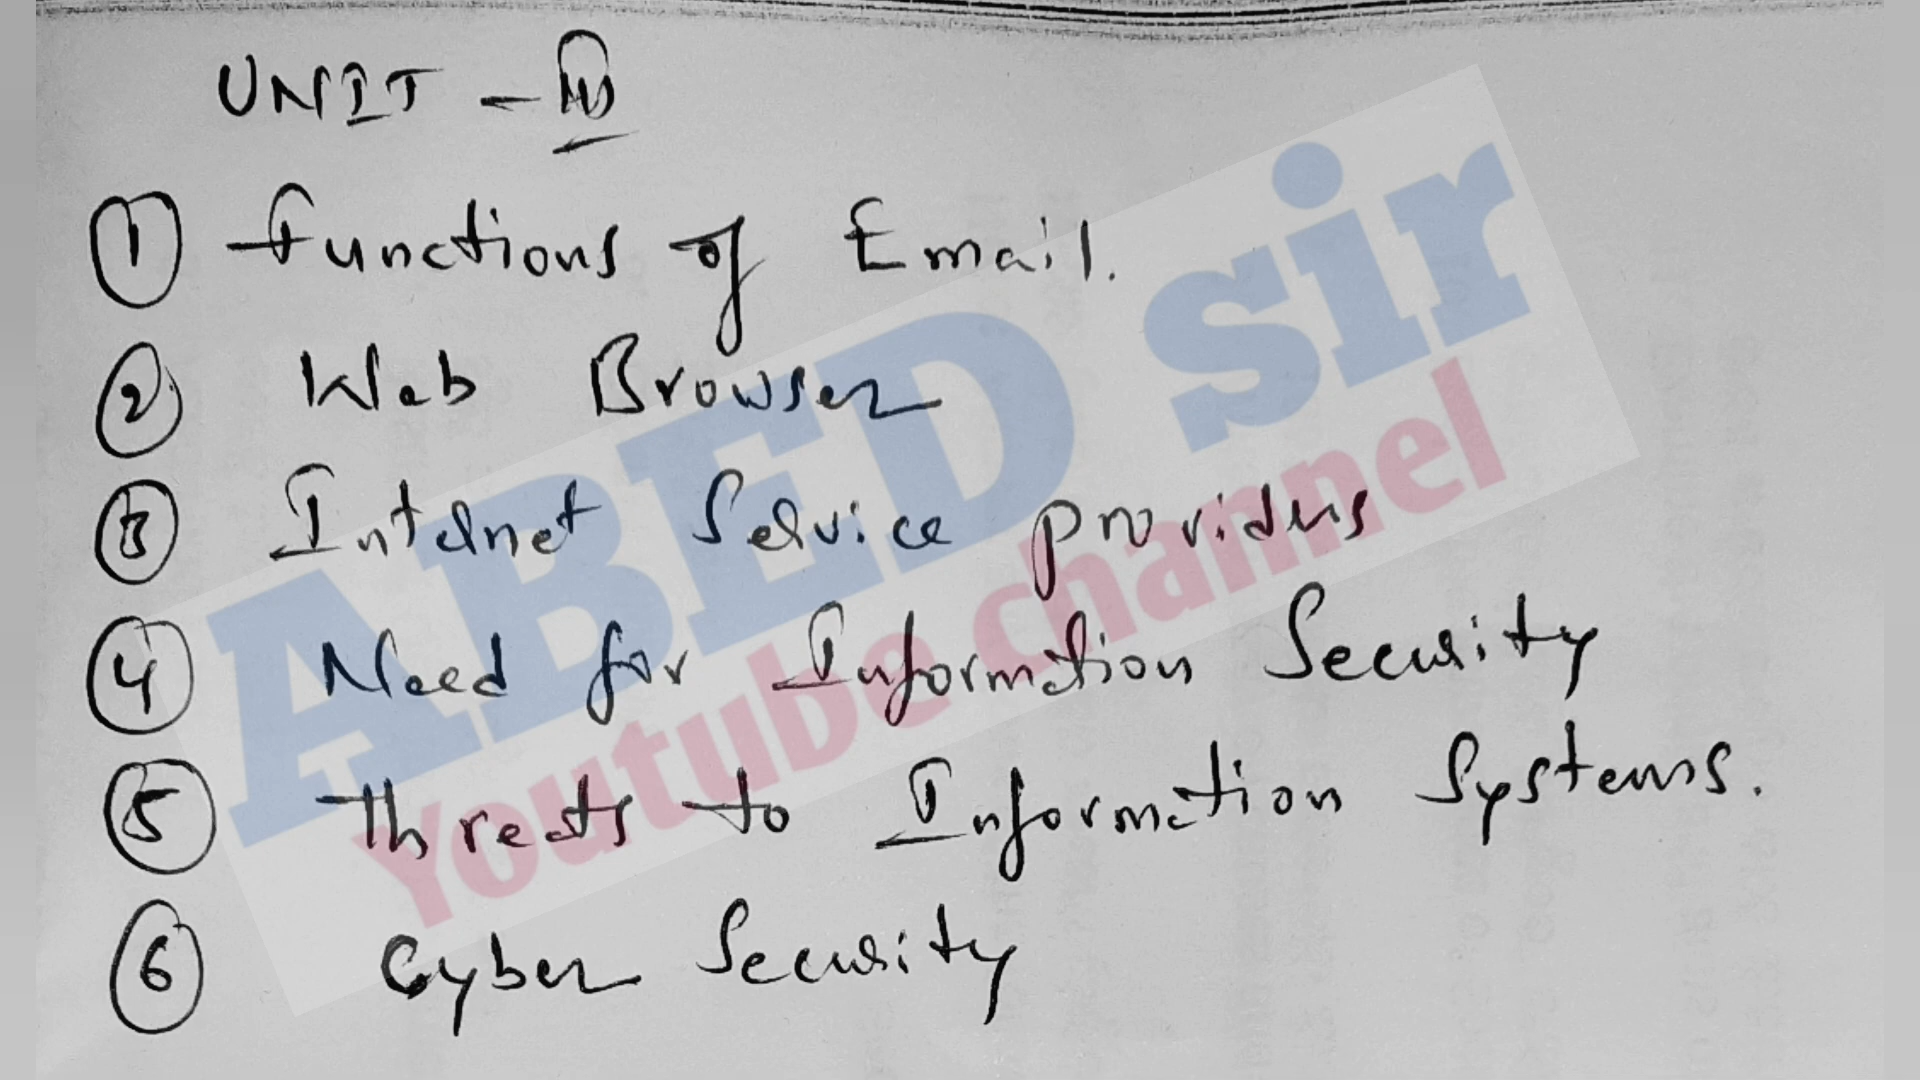 UNIT - IV
① Functions of Email.
② Web Browser
③ Internet Service providers
④ Need for Information Security
⑤ Threats to Information Systems.
⑥ Cyber Security
ABED sir
Youtube channel